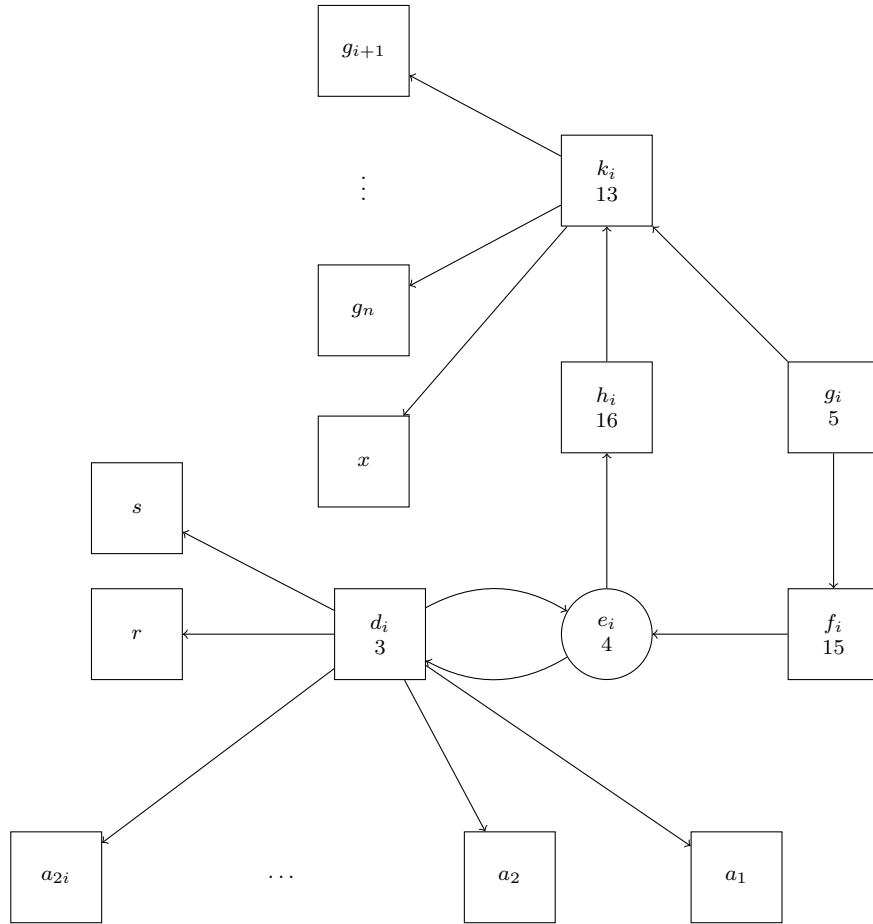 g_{i+1}
k_i
13
⋮
g_n
h_i
16
g_i
5
x
s
d_i
3
e_i
4
f_i
15
r
a_{2i}
...
a_2
a_1